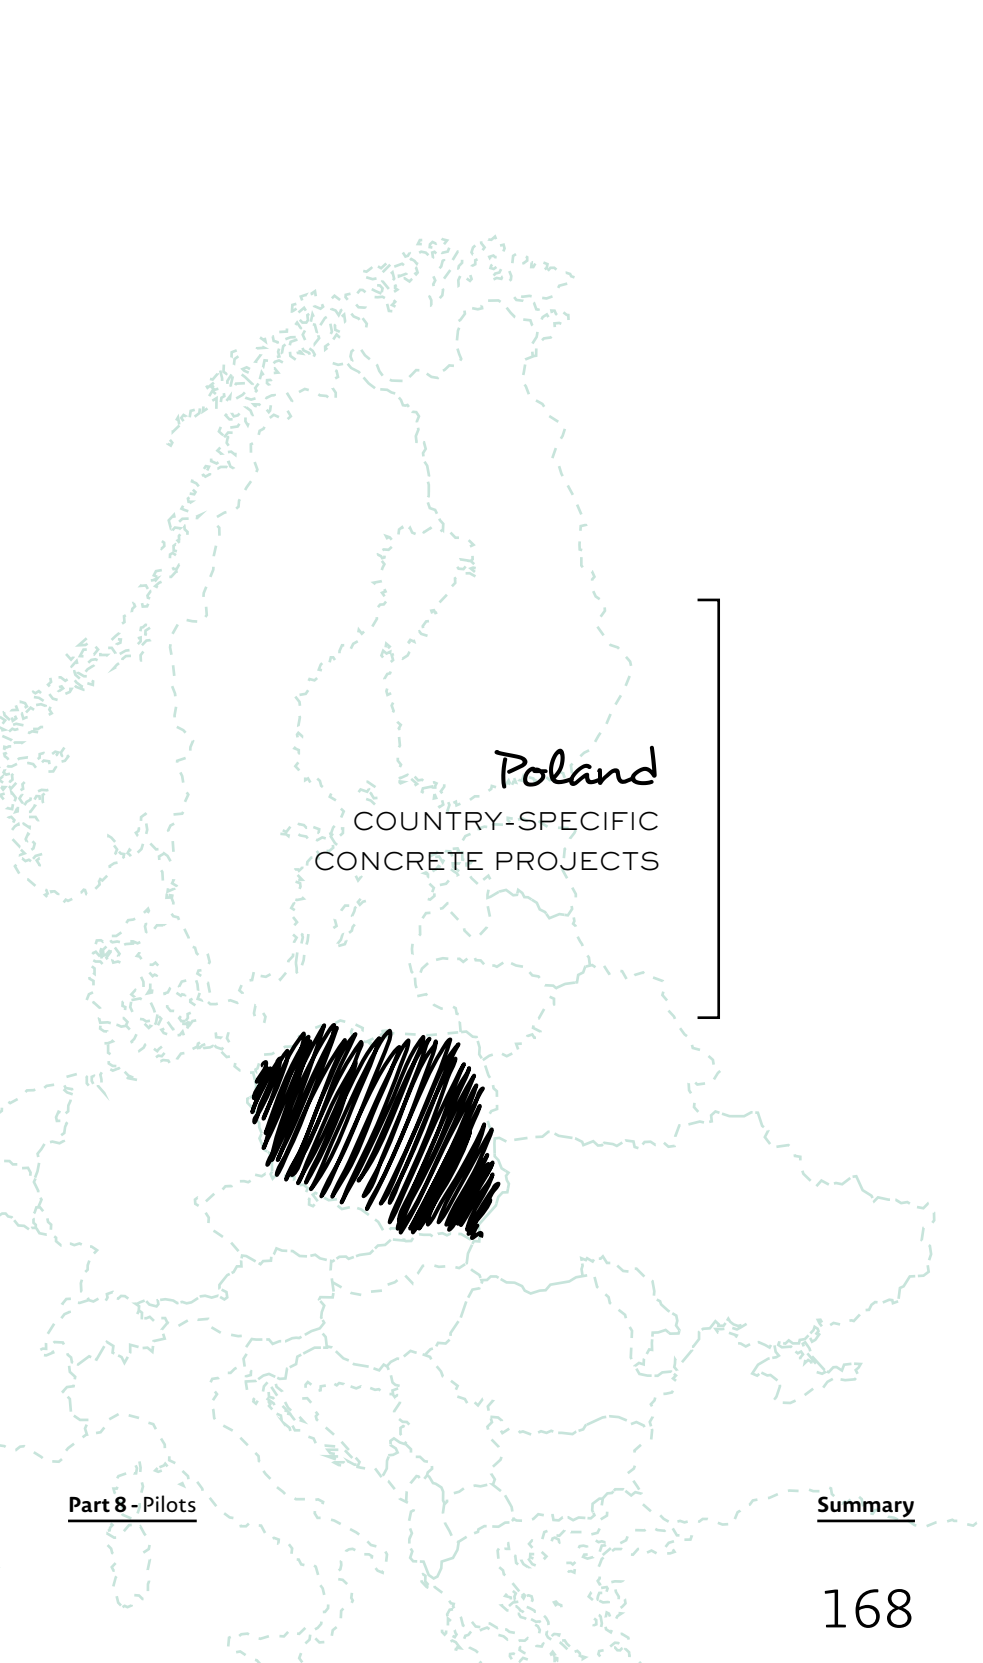 Poland
COUNTRY-SPECIFIC
CONCRETE PROJECTS
Part 8 - Pilots
Summary
168